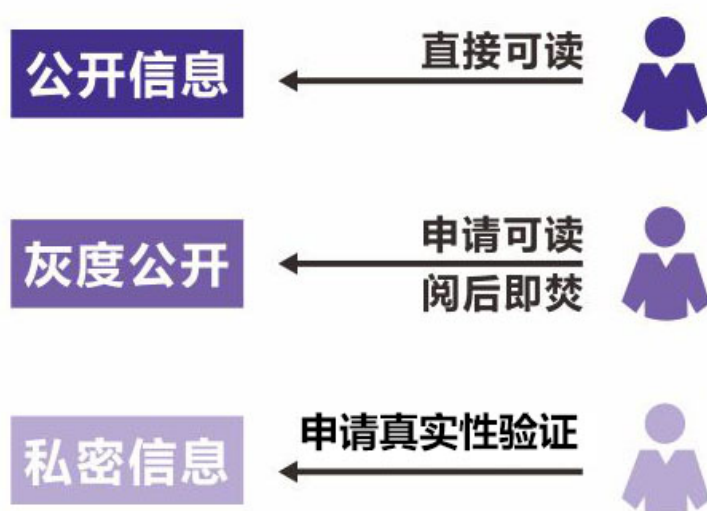 公开信息
直接可读
灰度公开
申请可读
阅后即焚
私密信息
申请真实性验证